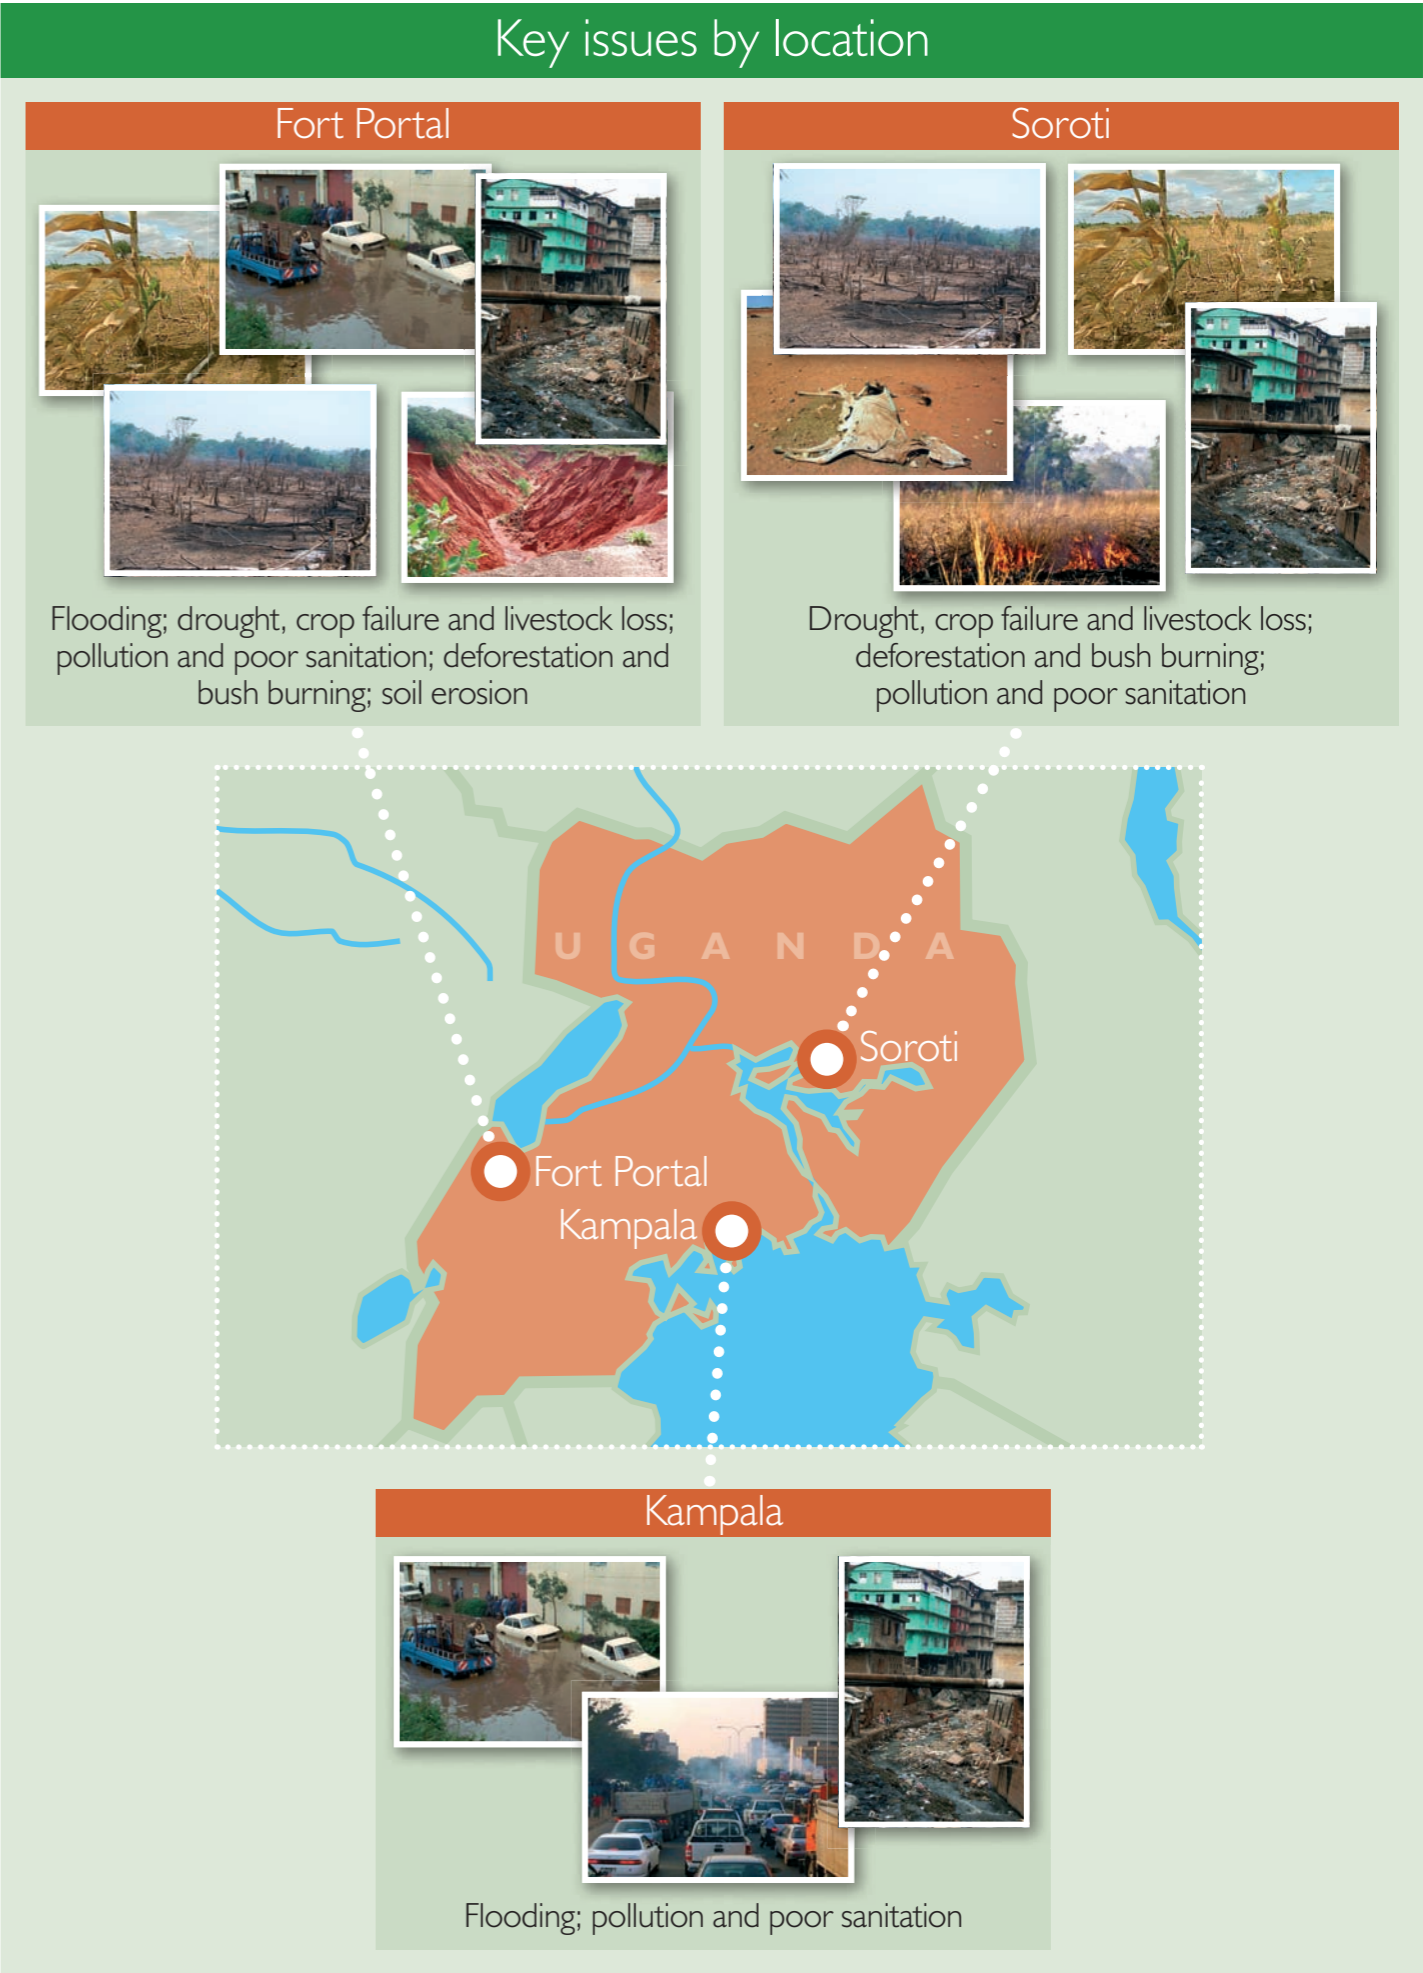 Key issues by location
Fort Portal
Flooding; drought, crop failure and livestock loss;
pollution and poor sanitation; deforestation and
bush burning; soil erosion
Soroti
Drought, crop failure and livestock loss;
deforestation and bush burning;
pollution and poor sanitation
UGANDA
Soroti
Fort Portal
Kampala
Kampala
Flooding; pollution and poor sanitation